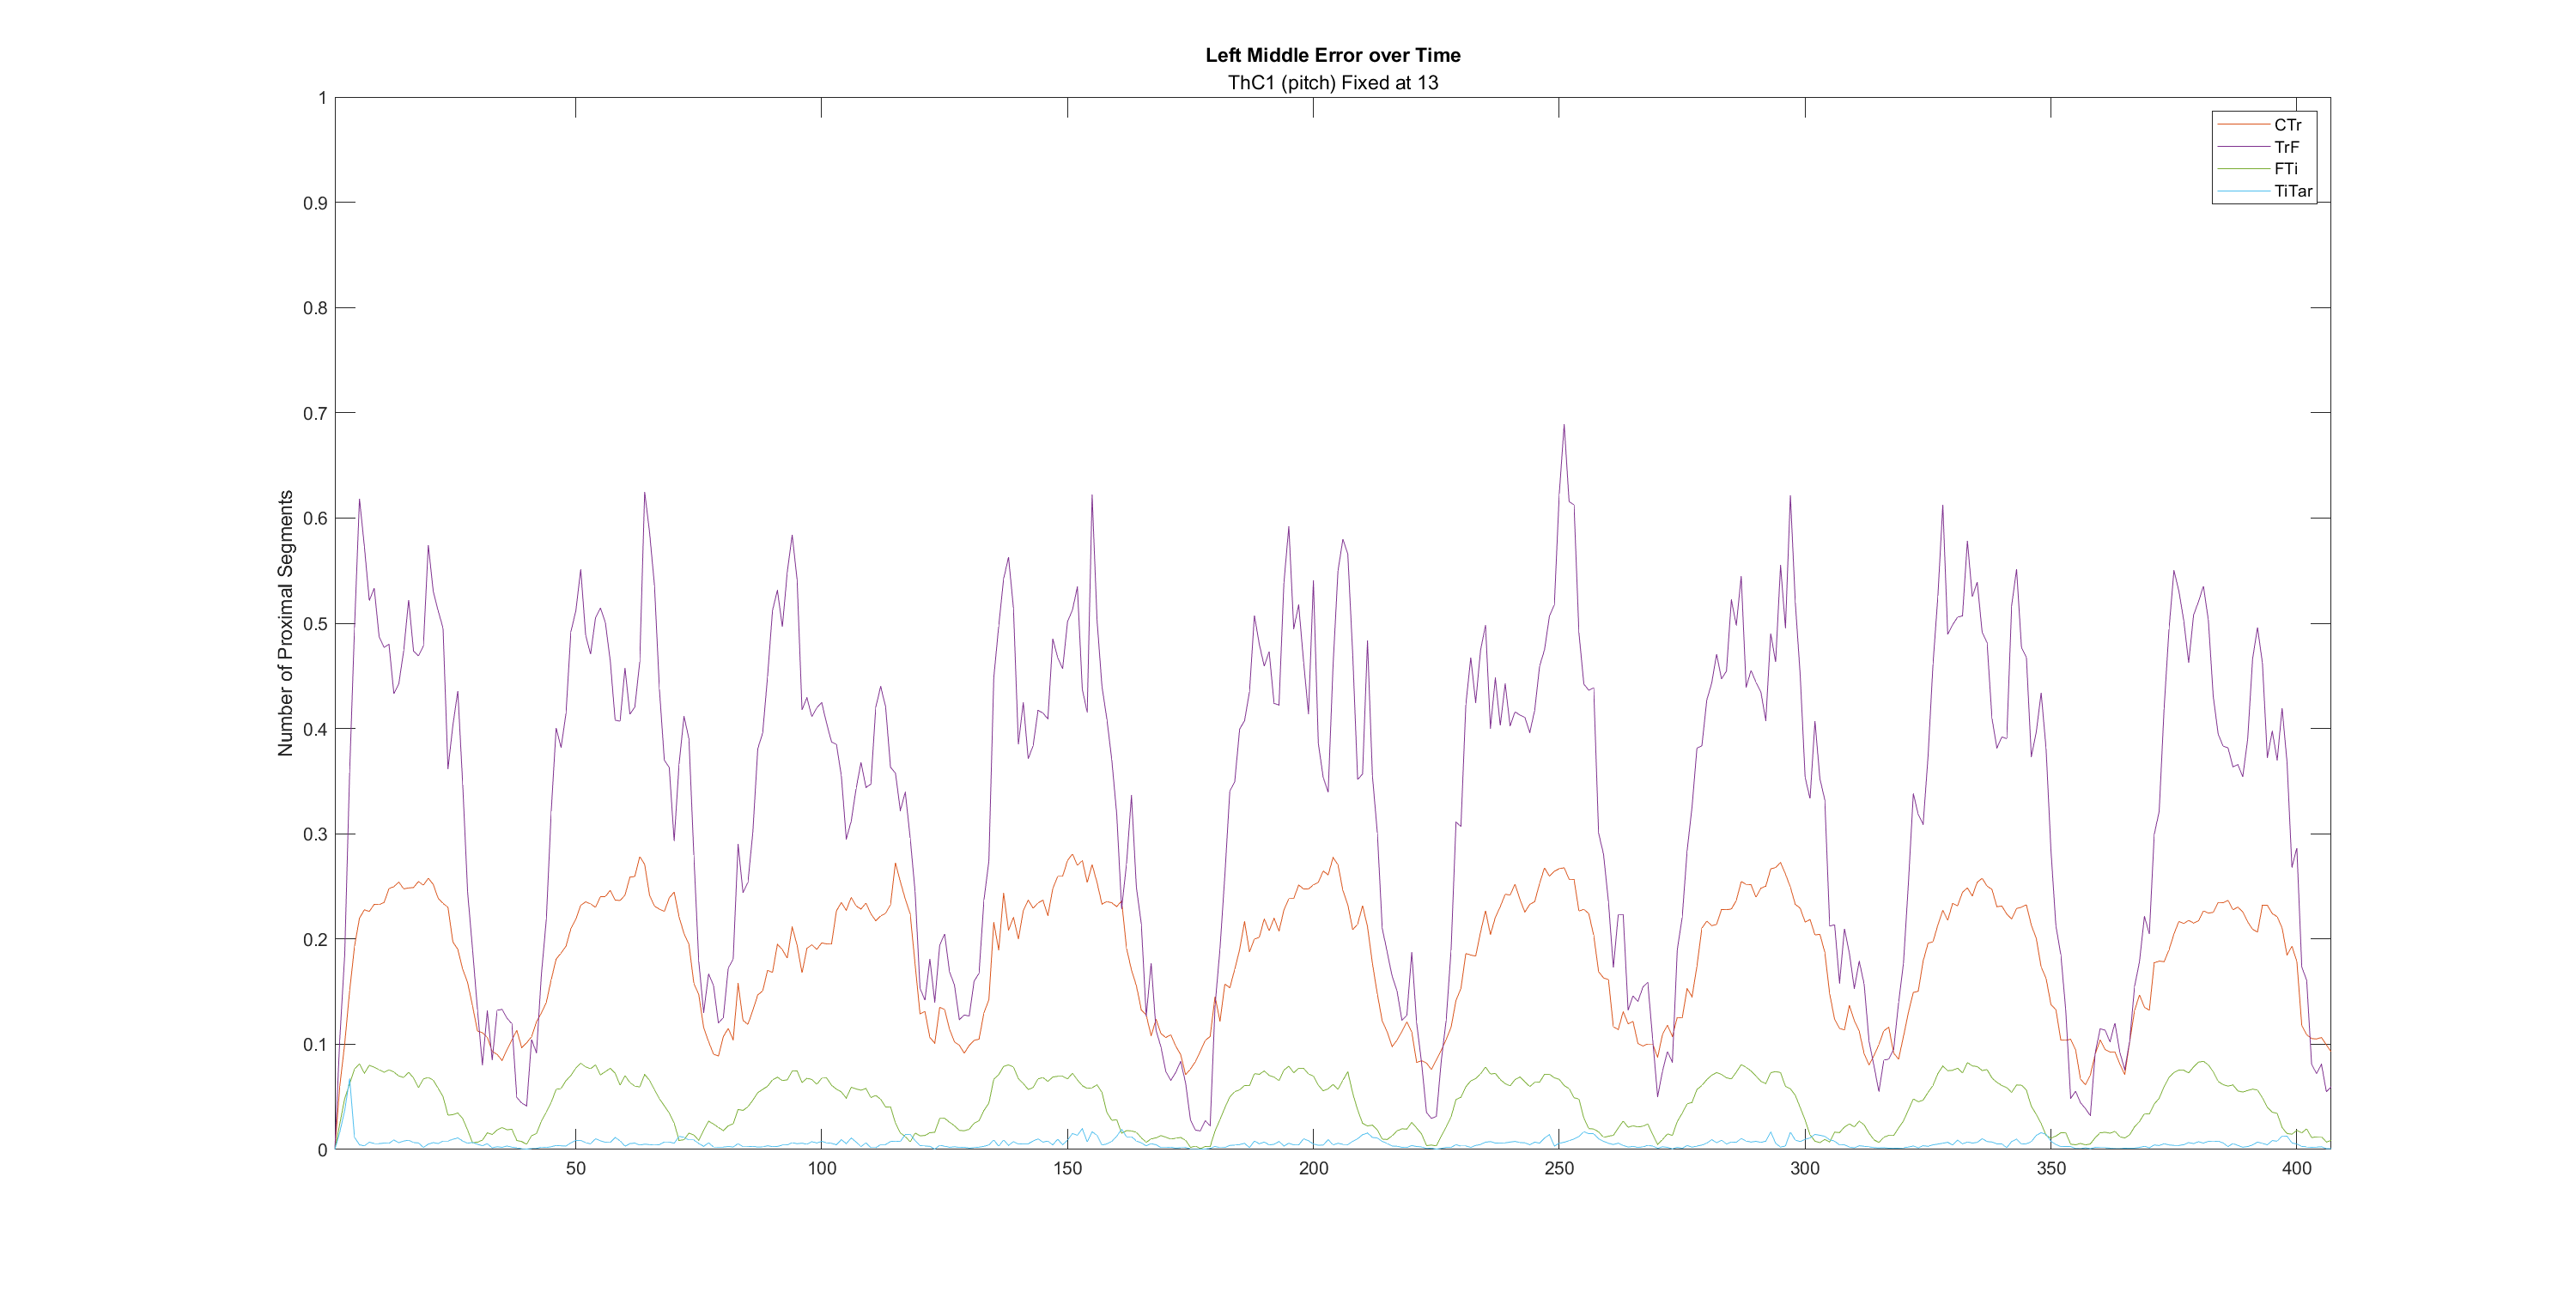 Left Middle Error over Time
ThC1 (pitch) Fixed at 13
Number of Proximal Segments
1
0.9
0.8
0.7
0.6
0.5
0.4
0.3
0.2
0.1
0
50 100 150 200 250 300 350 400
CTr
TrF
FTi
TiTar